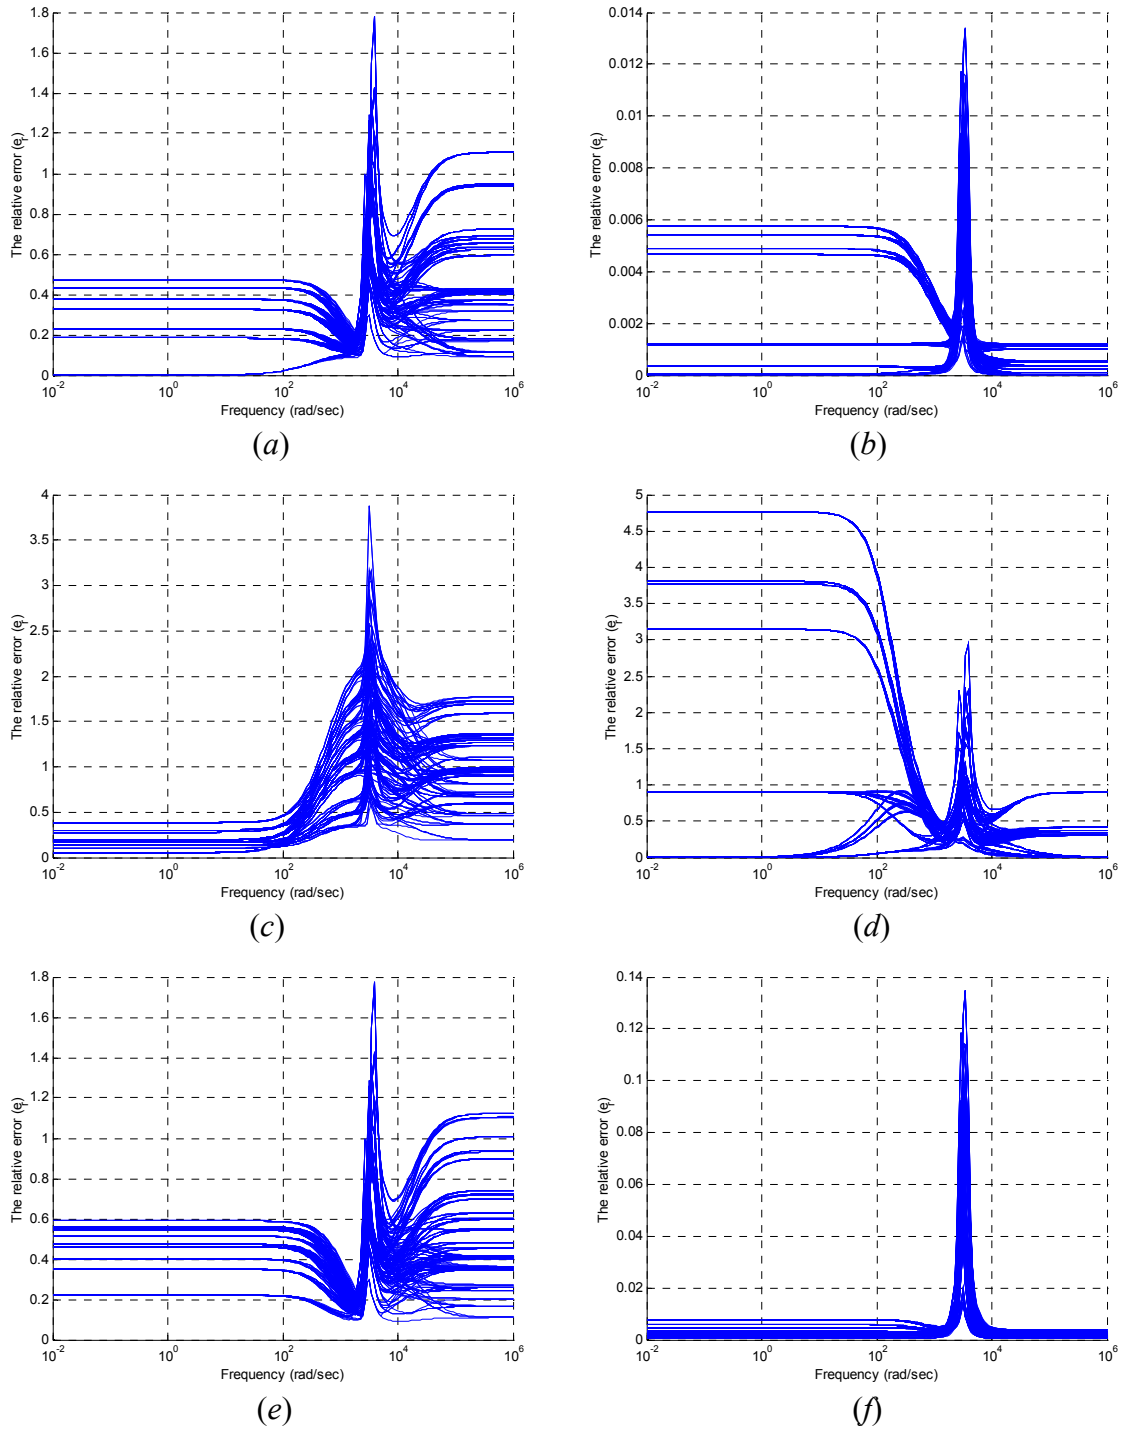 1.8
1.6
1.4
1.2
1
0.8
0.6
0.4
0.2
0
The relative error (e_r)
10^-2 10^0 10^2 10^4 10^6
Frequency (rad/sec)
(a)
0.014
0.012
0.01
0.008
0.006
0.004
0.002
0
The relative error (e_r)
10^-2 10^0 10^2 10^4 10^6
Frequency (rad/sec)
(b)
4
3.5
3
2.5
2
1.5
1
0.5
0
The relative error (e_r)
10^-2 10^0 10^2 10^4 10^6
Frequency (rad/sec)
(c)
5
4.5
4
3.5
3
2.5
2
1.5
1
0.5
0
The relative error (e_r)
10^-2 10^0 10^2 10^4 10^6
Frequency (rad/sec)
(d)
1.8
1.6
1.4
1.2
1
0.8
0.6
0.4
0.2
0
The relative error (e_r)
10^-2 10^0 10^2 10^4 10^6
Frequency (rad/sec)
(e)
0.14
0.12
0.1
0.08
0.06
0.04
0.02
0
The relative error (e_r)
10^-2 10^0 10^2 10^4 10^6
Frequency (rad/sec)
(f)